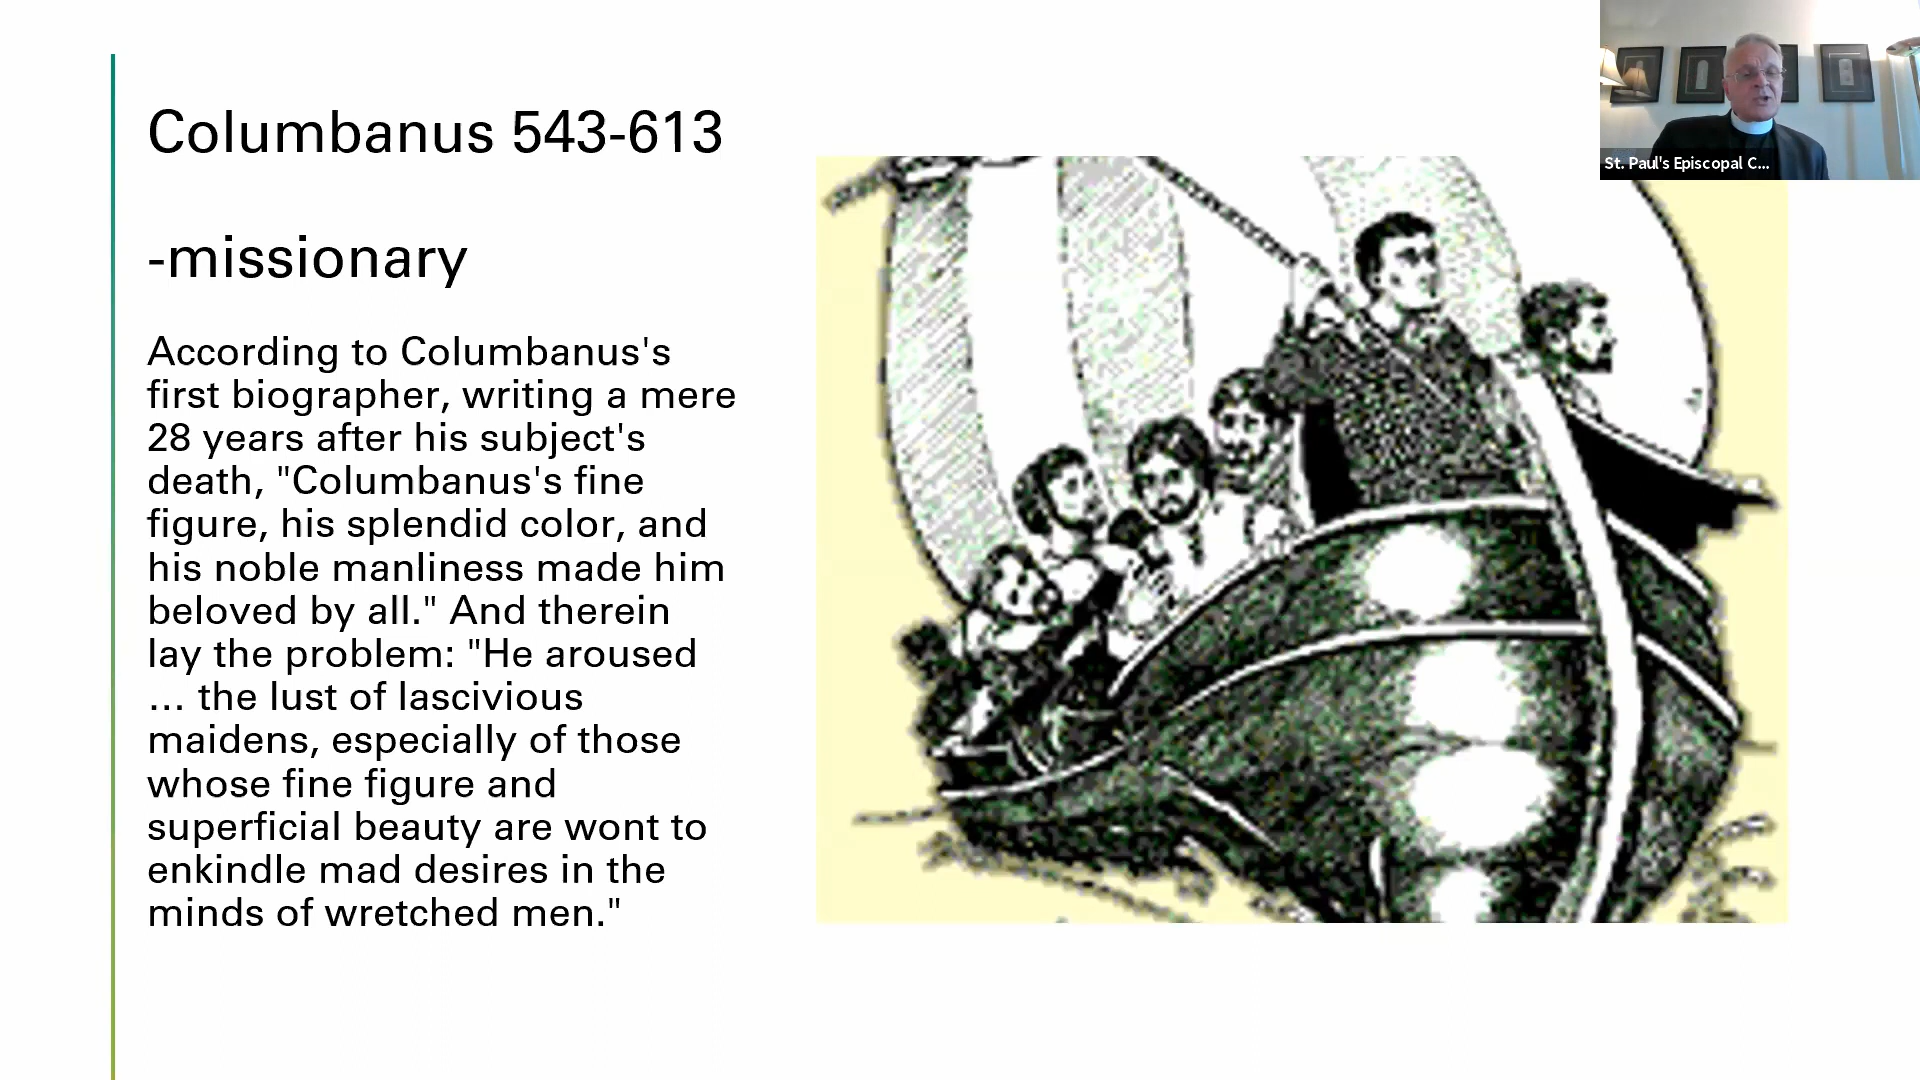 Columbanus 543-613
-missionary
According to Columbanus's
first biographer, writing a mere
28 years after his subject's
death, "Columbanus's fine
figure, his splendid color, and
his noble manliness made him
beloved by all." And therein
lay the problem: "He aroused
… the lust of lascivious
maidens, especially of those
whose fine figure and
superficial beauty are wont to
enkindle mad desires in the
minds of wretched men."
St. Paul's Episcopal C...